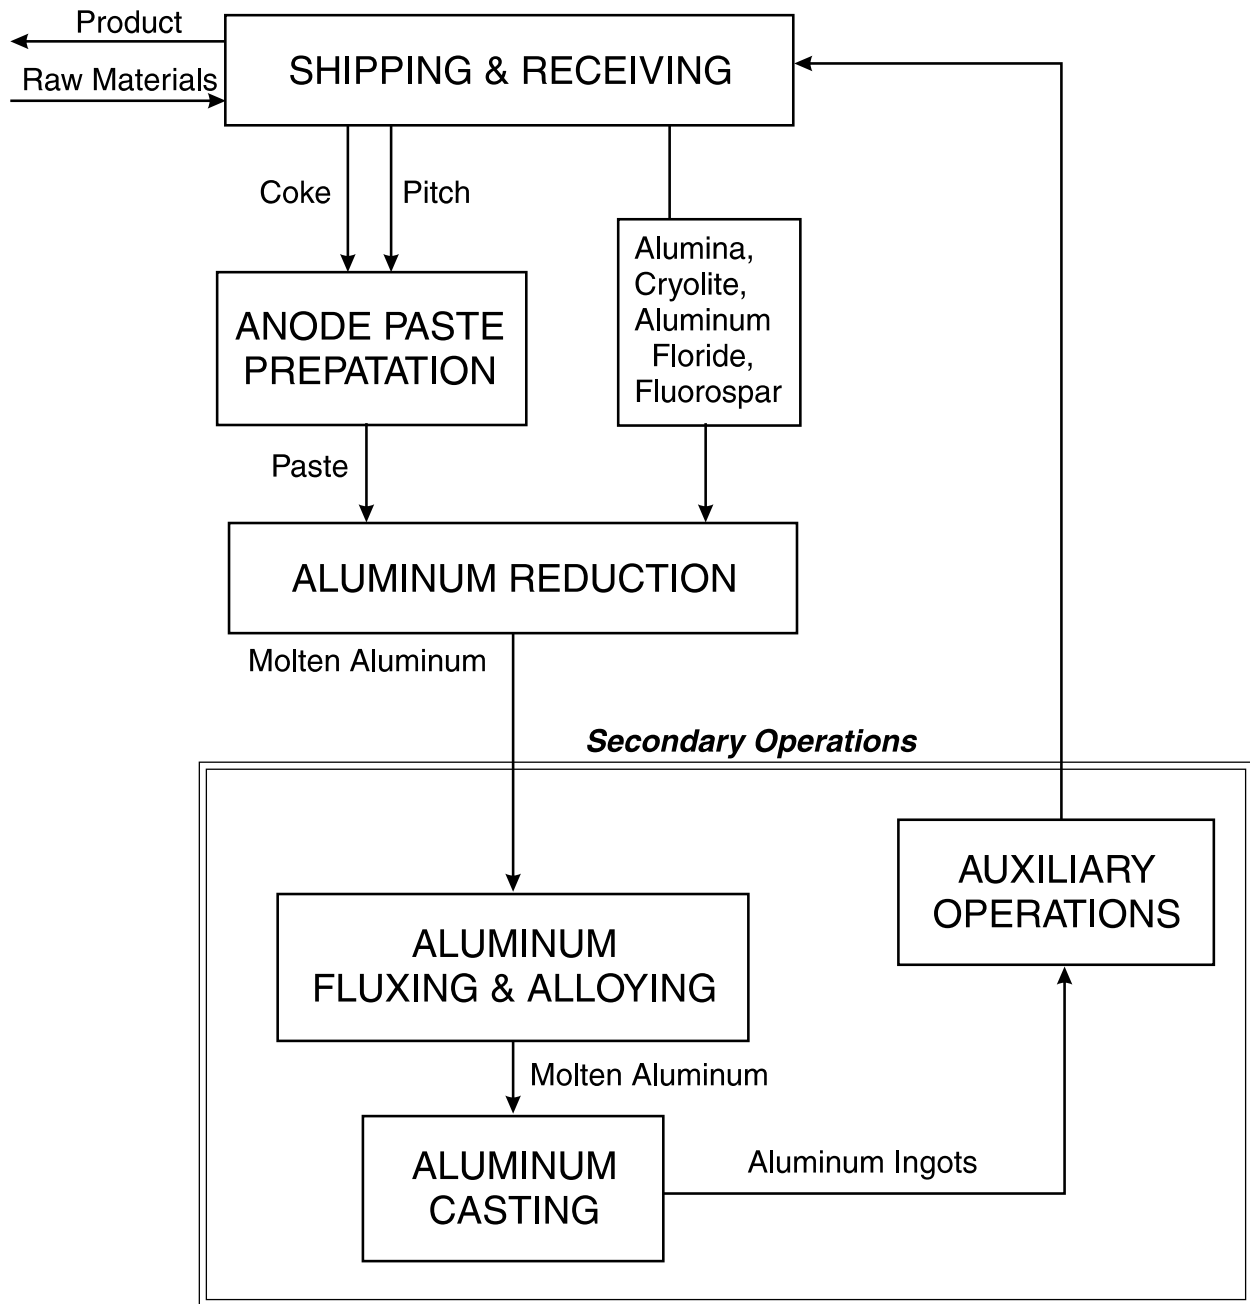 Product
Raw Materials
SHIPPING & RECEIVING
Coke
Pitch
Alumina,
Cryolite,
Aluminum
Floride,
Fluorospar
ANODE PASTE
PREPATATION
Paste
ALUMINUM REDUCTION
Molten Aluminum
Secondary Operations
AUXILIARY
OPERATIONS
ALUMINUM
FLUXING & ALLOYING
Molten Aluminum
ALUMINUM
CASTING
Aluminum Ingots